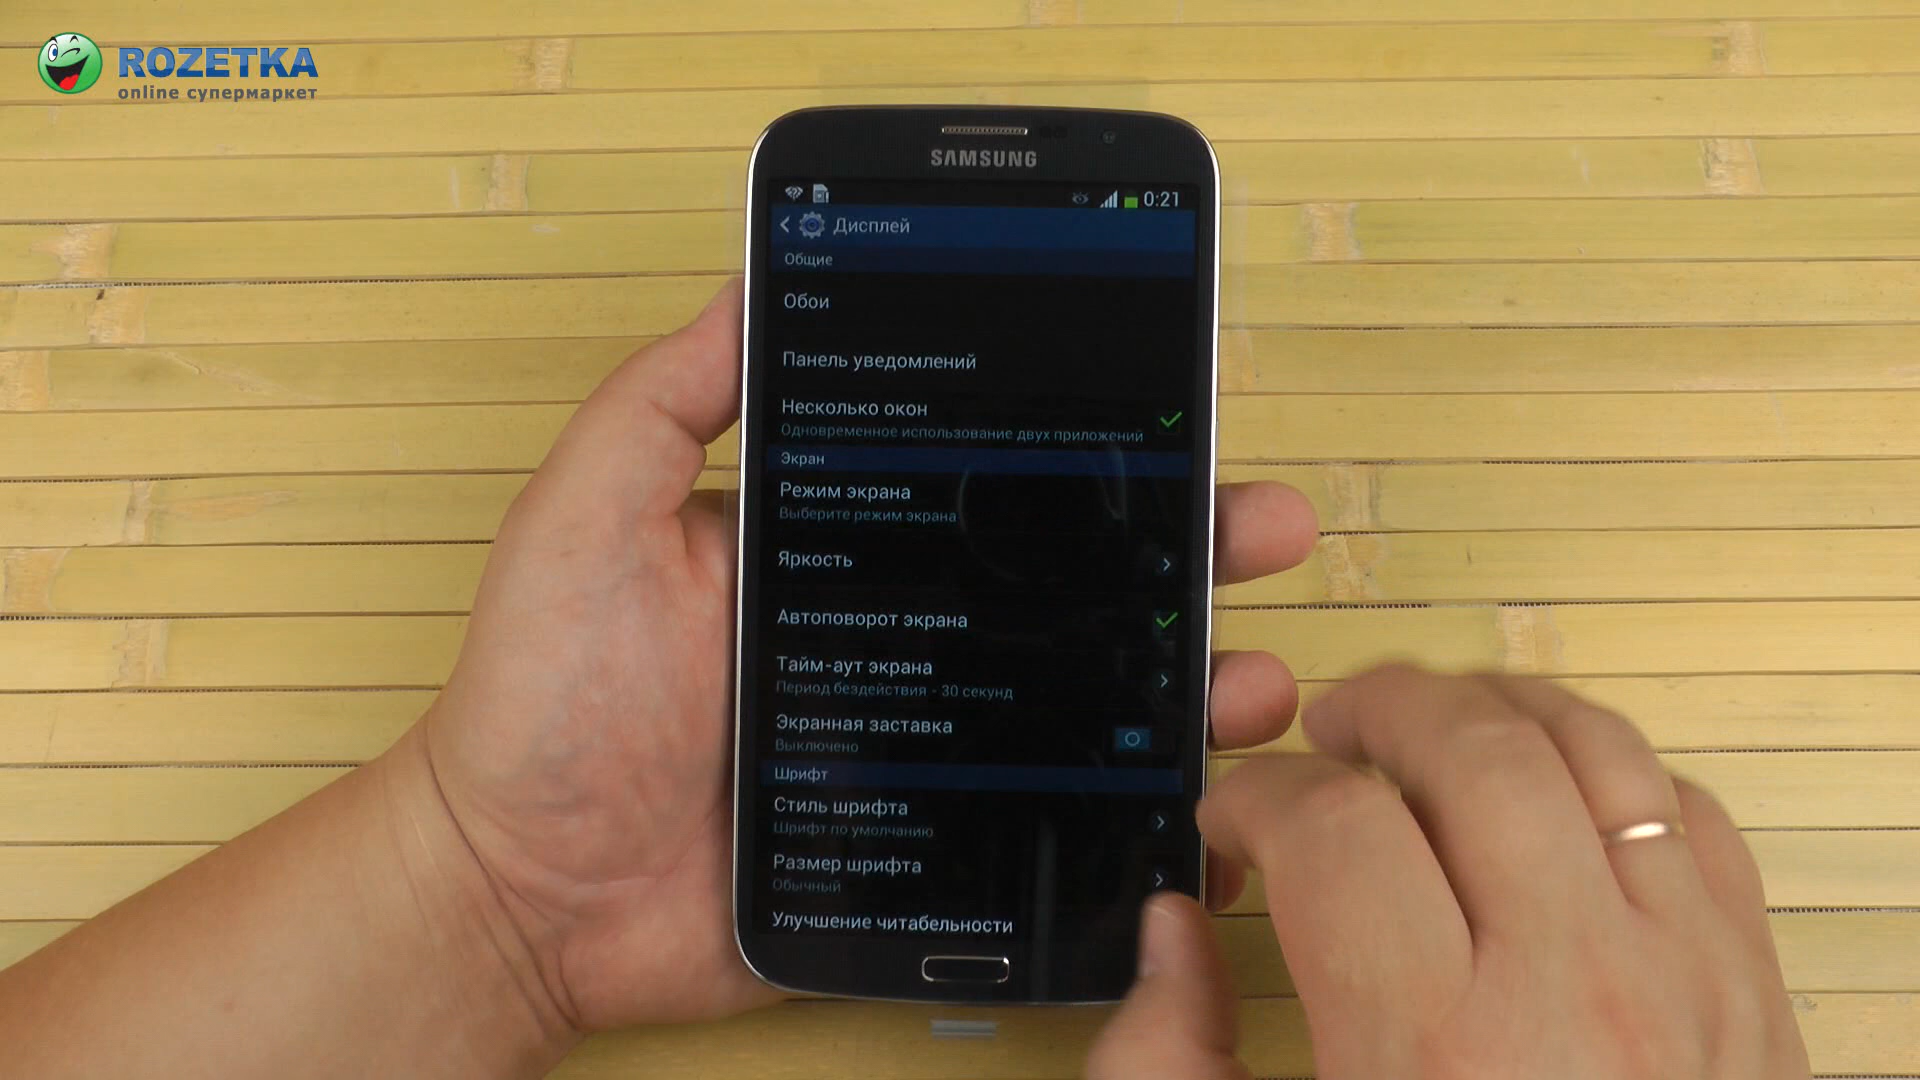 ROZETKA
online супермаркет
SAMSUNG
0:21
Дисплей
Общие
Обои
Панель уведомлений
Несколько окон
Одновременное использование двух приложений
Экран
Режим экрана
Выберите режим экрана
Яркость
Автоповорот экрана
Тайм-аут экрана
Период бездействия - 30 секунд
Экранная заставка
Выключено
Шрифт
Стиль шрифта
Шрифт по умолчанию
Размер шрифта
Обычный
Улучшение читабельности